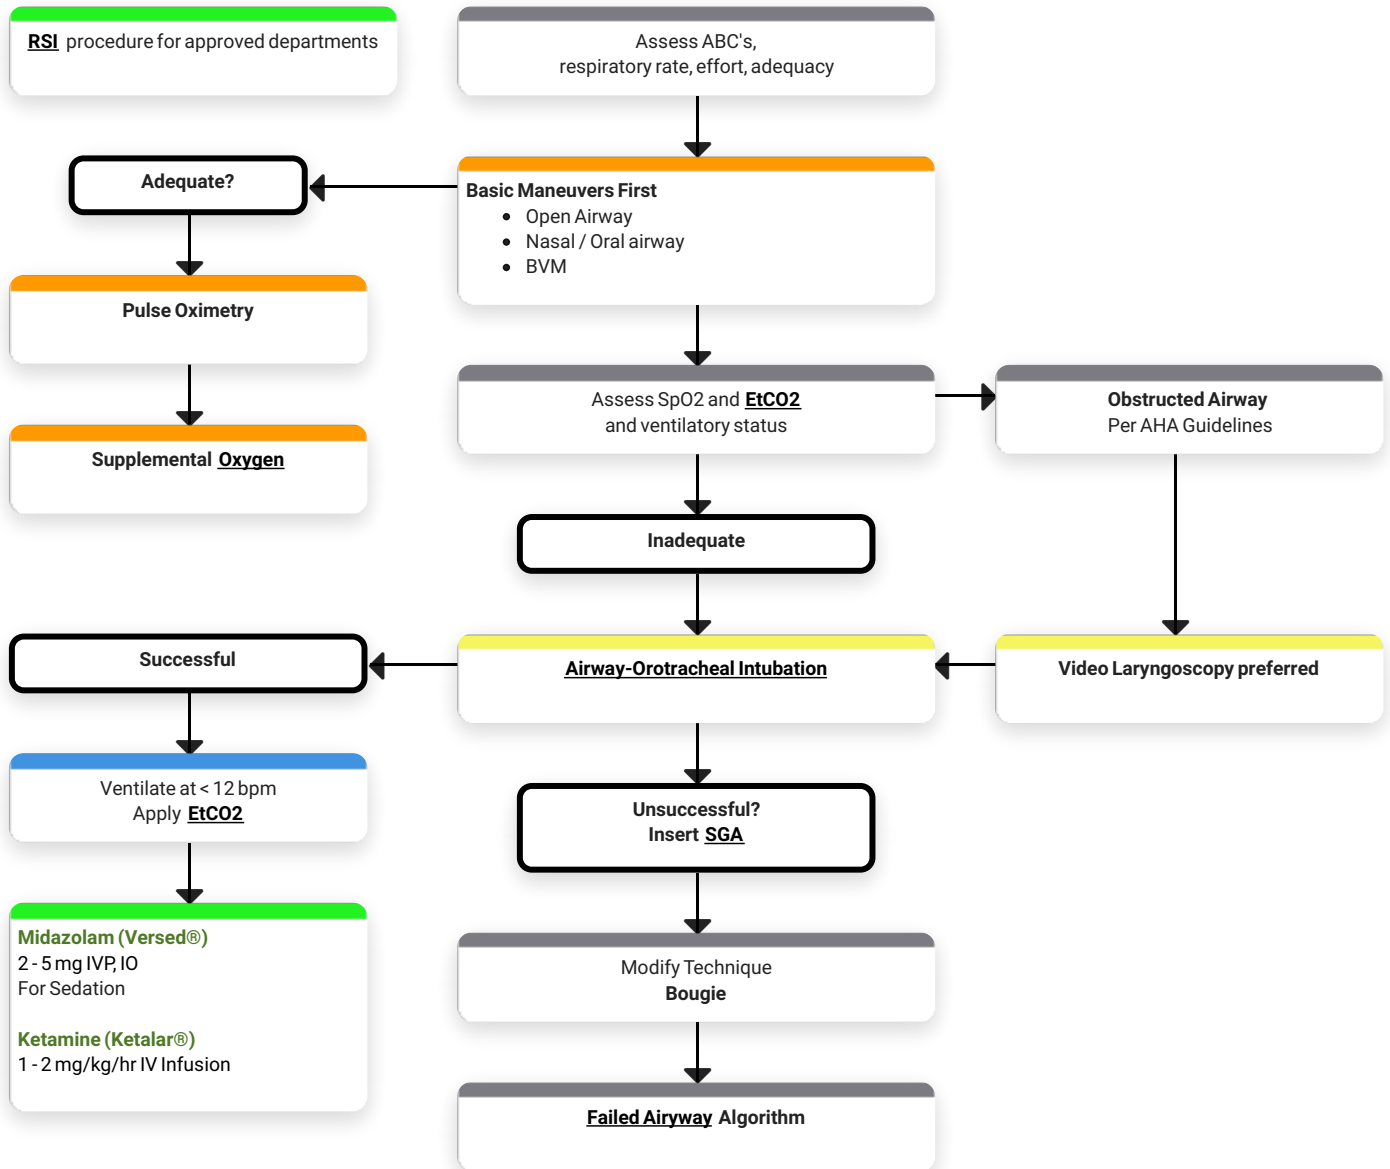 RSI procedure for approved departments
Assess ABC's,
respiratory rate, effort, adequacy
Adequate?
Basic Maneuvers First
Open Airway
Nasal / Oral airway
BVM
Pulse Oximetry
Assess SpO2 and EtCO2
and ventilatory status
Obstructed Airway
Per AHA Guidelines
Supplemental Oxygen
Inadequate
Successful
Airway-Orotracheal Intubation
Video Laryngoscopy preferred
Ventilate at < 12 bpm
Apply EtCO2
Unsuccessful?
Insert SGA
Midazolam (Versed®)
2 - 5 mg IVP, IO
For Sedation
Ketamine (Ketalar®)
1 - 2 mg/kg/hr IV Infusion
Modify Technique
Bougie
Failed Airyway Algorithm